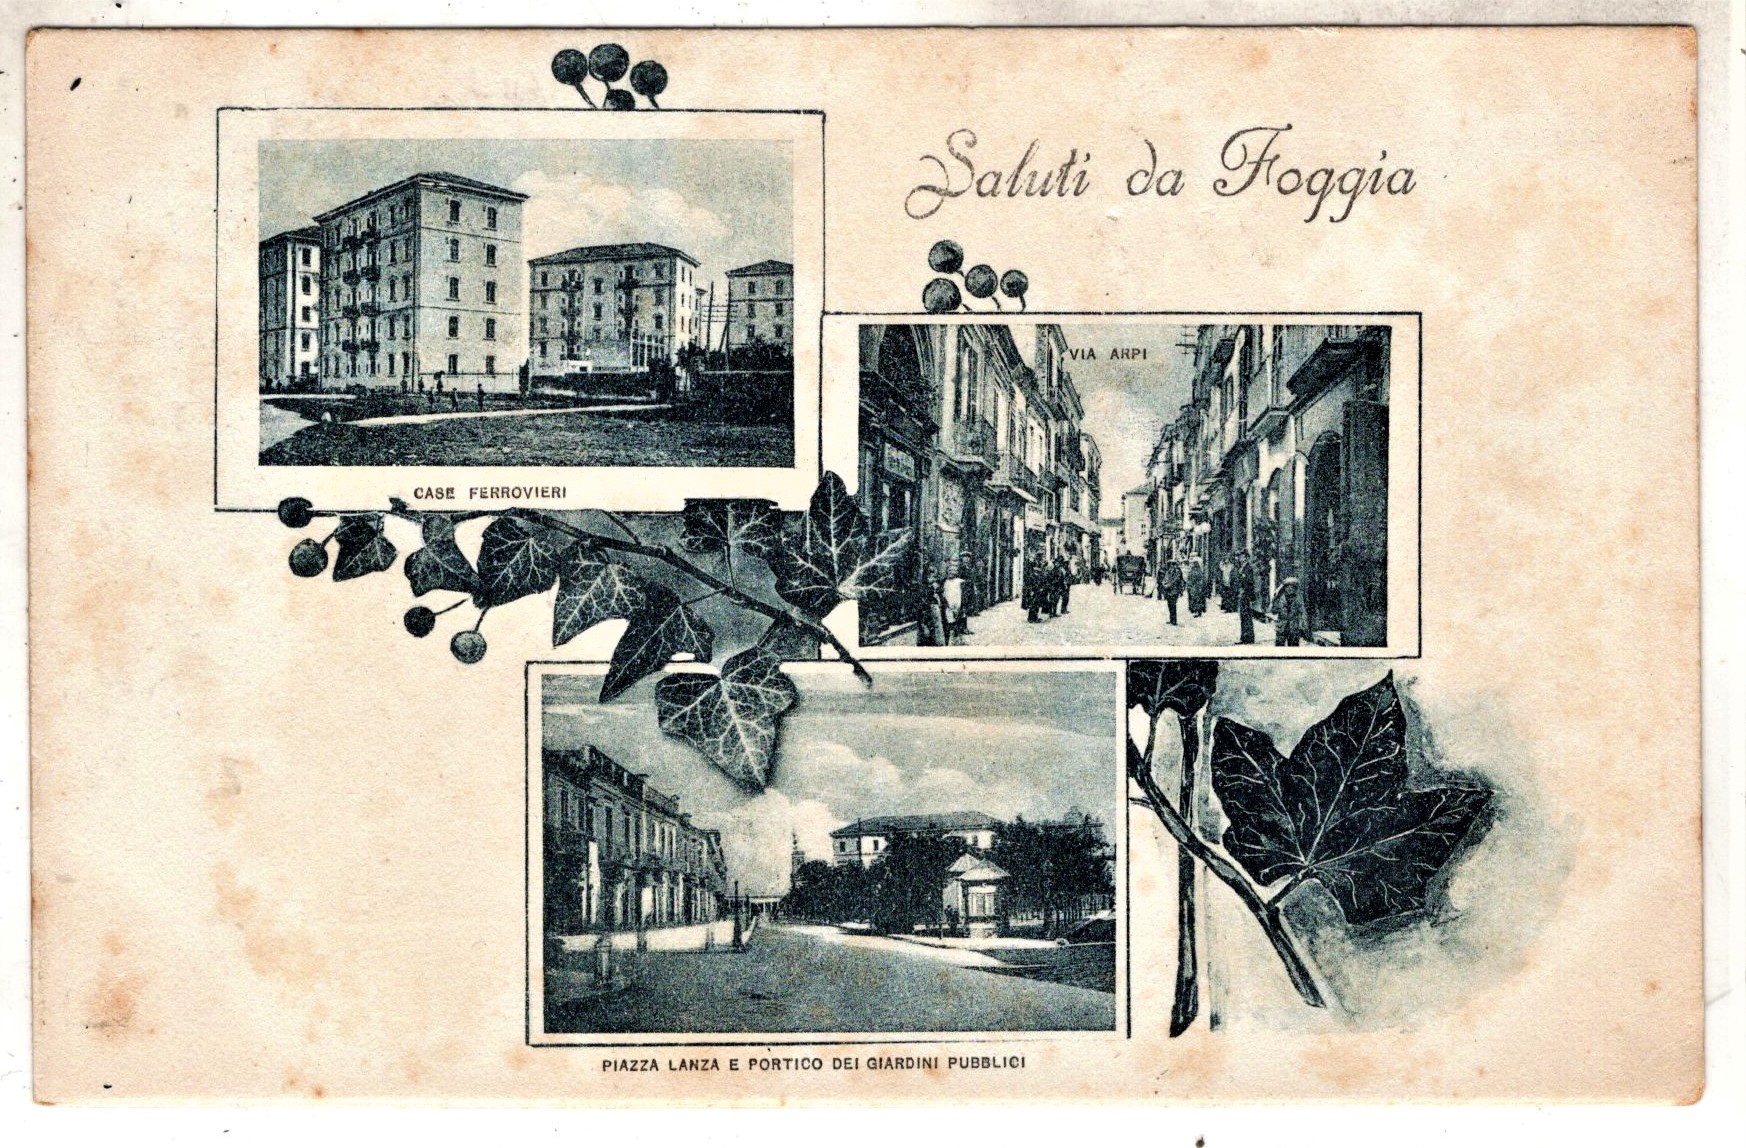 Saluti da Foggia
CASE FERROVIERI
VIA ARPI
PIAZZA LANZA E PORTICO DEI GIARDINI PUBBLICI